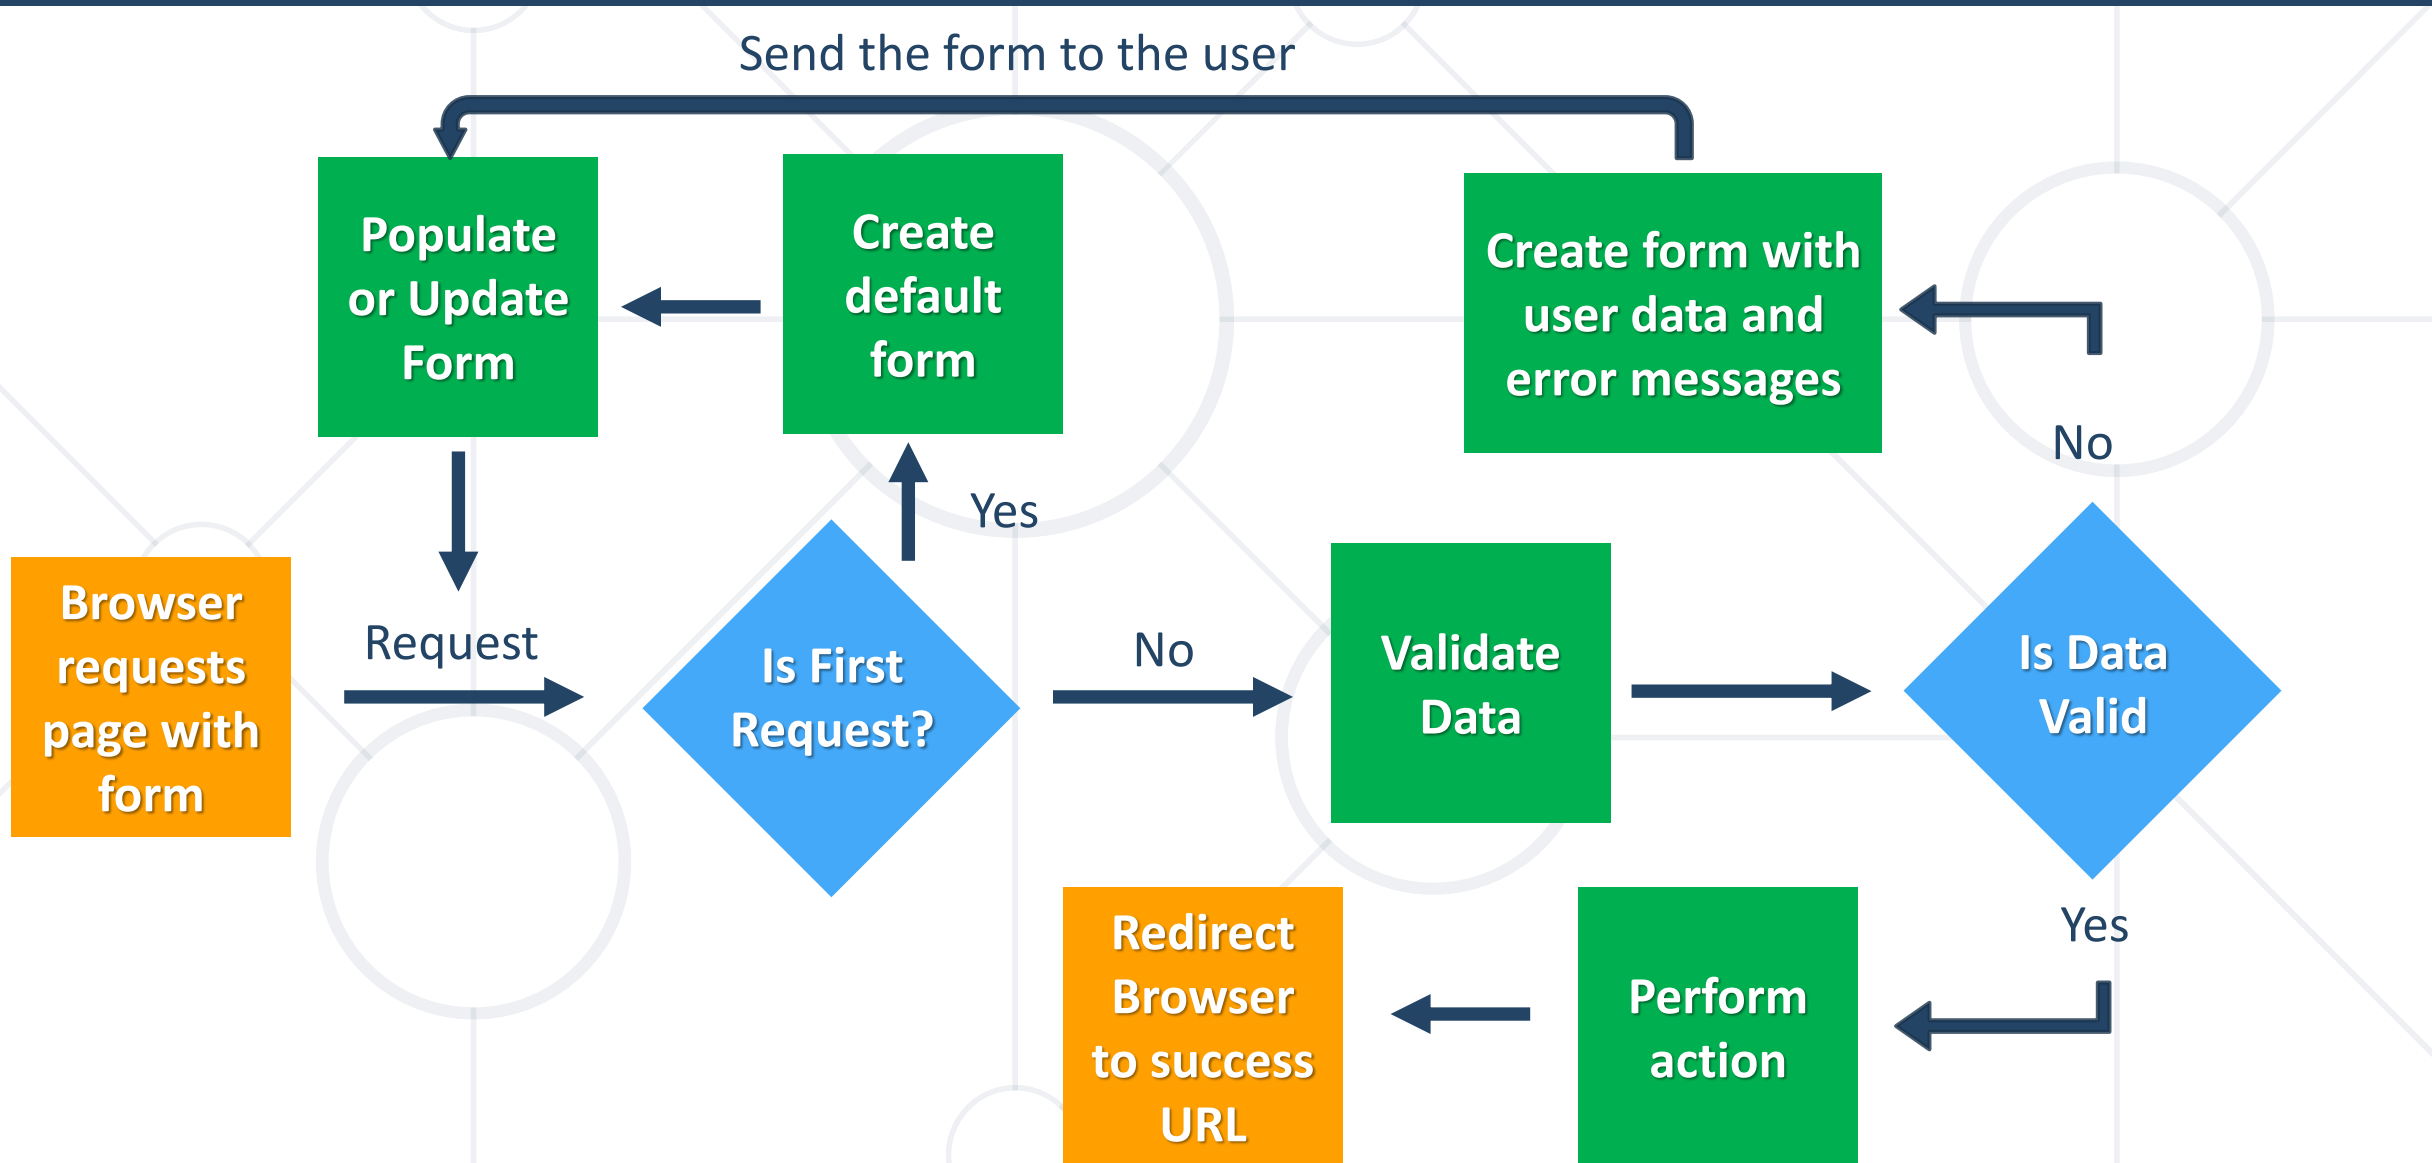 Send the form to the user
Populate
or Update
Form
Create
default
form
Create form with
user data and
error messages
No
Yes
Browser
requests
page with
form
Request
Is First
Request?
No
Validate
Data
Is Data
Valid
Yes
Perform
action
Redirect
Browser
to success
URL